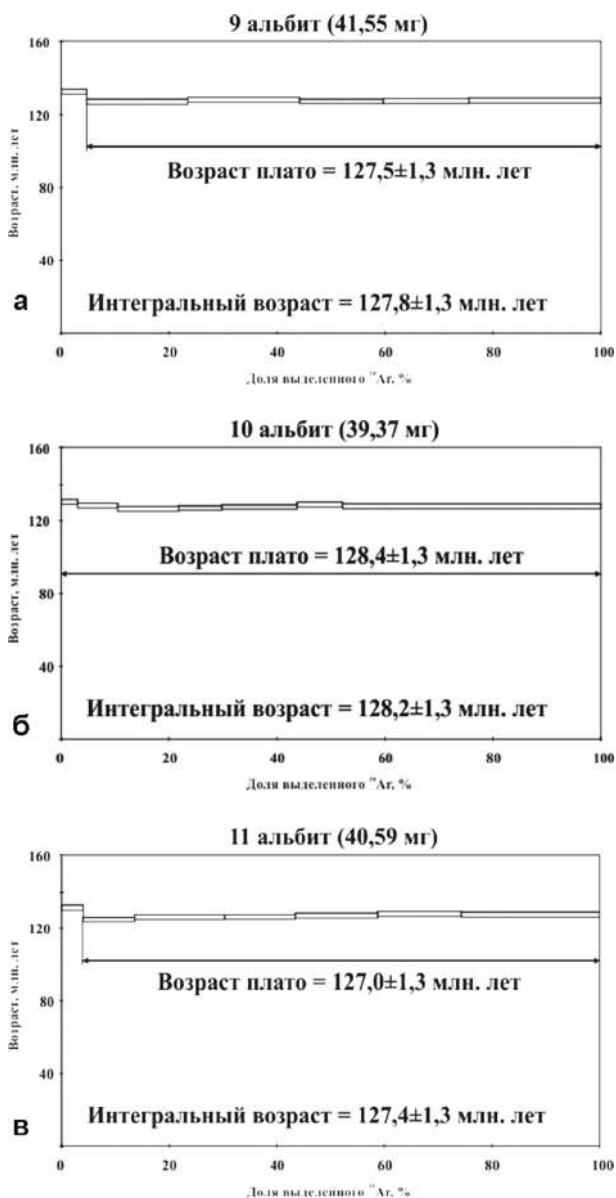 9 альбит (41,55 мг)
160
120
80
40
Возраст, млн. лет
Возраст плато = 127,5±1,3 млн. лет
Интегральный возраст = 127,8±1,3 млн. лет
а
0 20 40 60 80 100
Доля выделенного ³⁹Ar, %
10 альбит (39,37 мг)
160
120
80
40
Возраст, млн. лет
Возраст плато = 128,4±1,3 млн. лет
Интегральный возраст = 128,2±1,3 млн. лет
б
0 20 40 60 80 100
Доля выделенного ³⁹Ar, %
11 альбит (40,59 мг)
160
120
80
40
Возраст, млн. лет
Возраст плато = 127,0±1,3 млн. лет
Интегральный возраст = 127,4±1,3 млн. лет
в
0 20 40 60 80 100
Доля выделенного ³⁹Ar, %